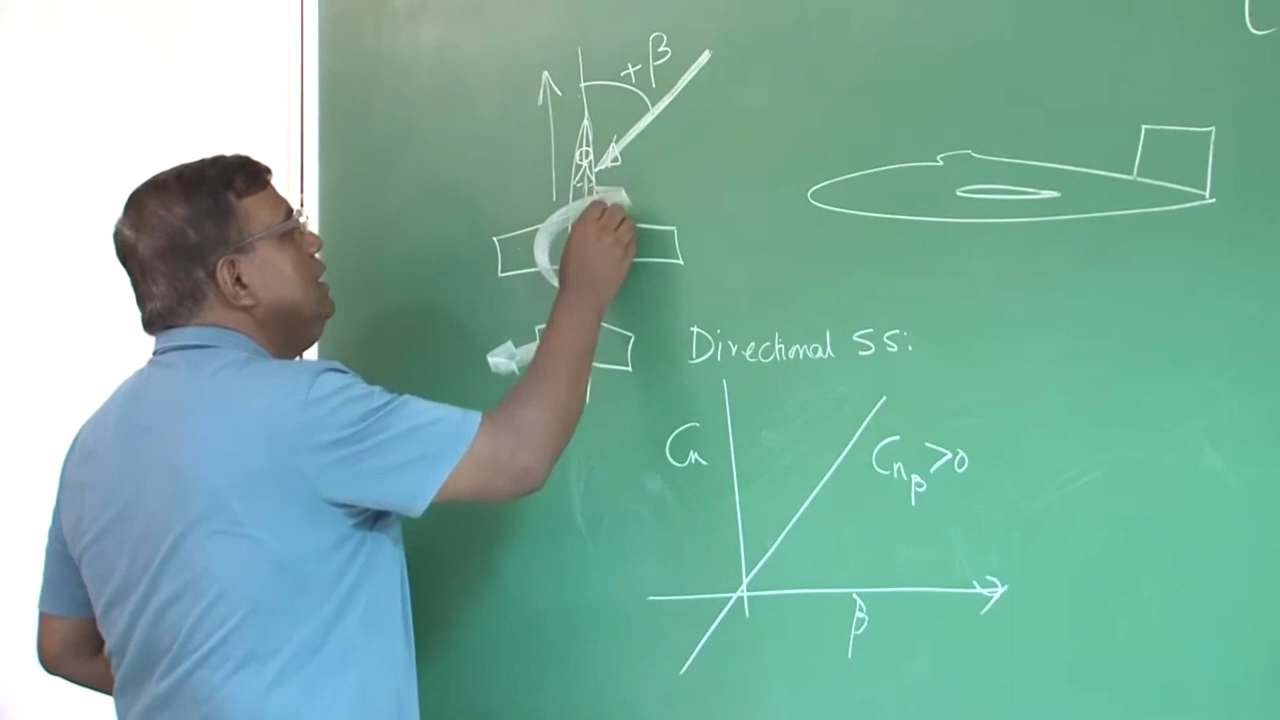 +β
Directional SS:
Cn
Cnβ>0
β